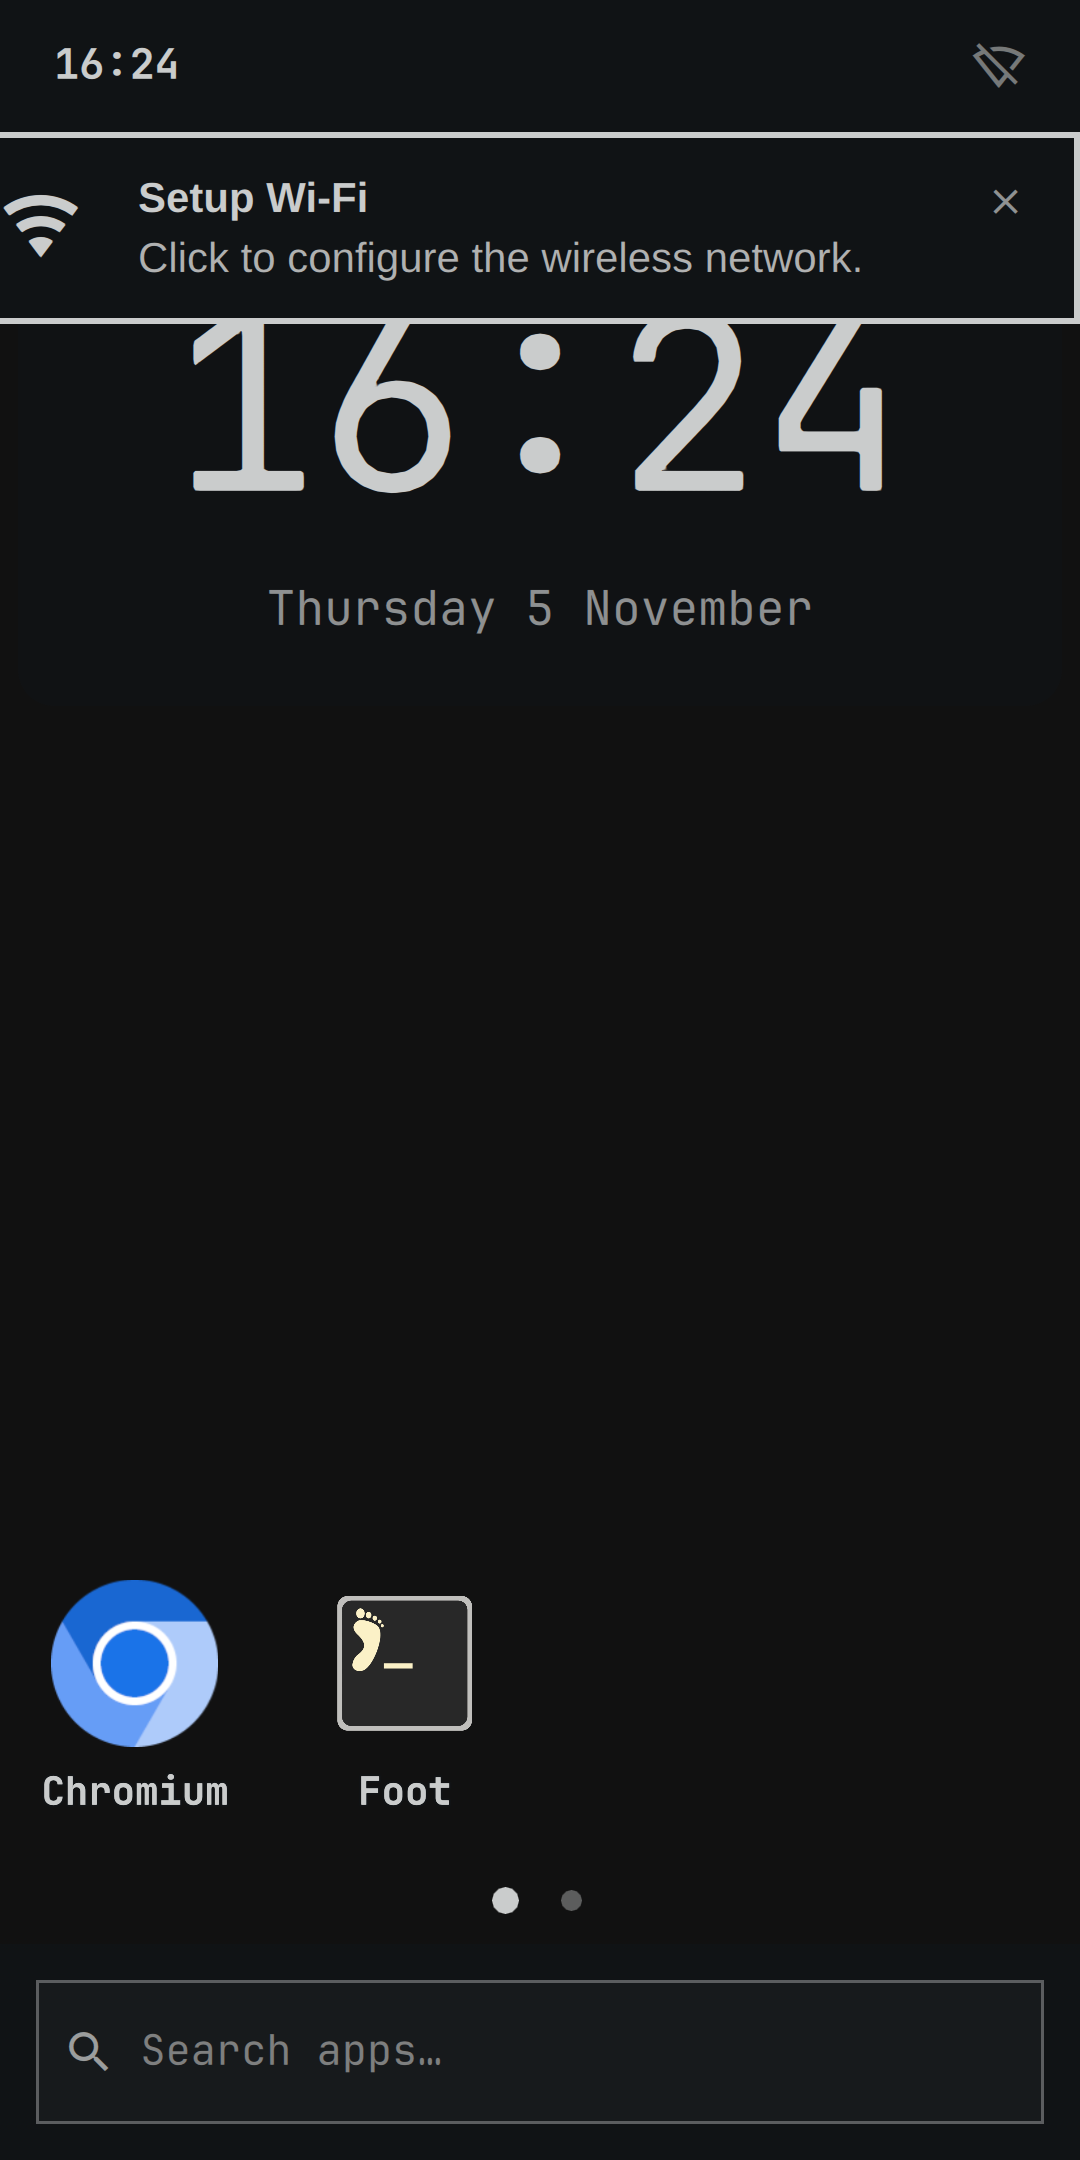 16:24
Setup Wi-Fi
Click to configure the wireless network.
16:24
Thursday 5 November
Chromium
Foot
Search apps…